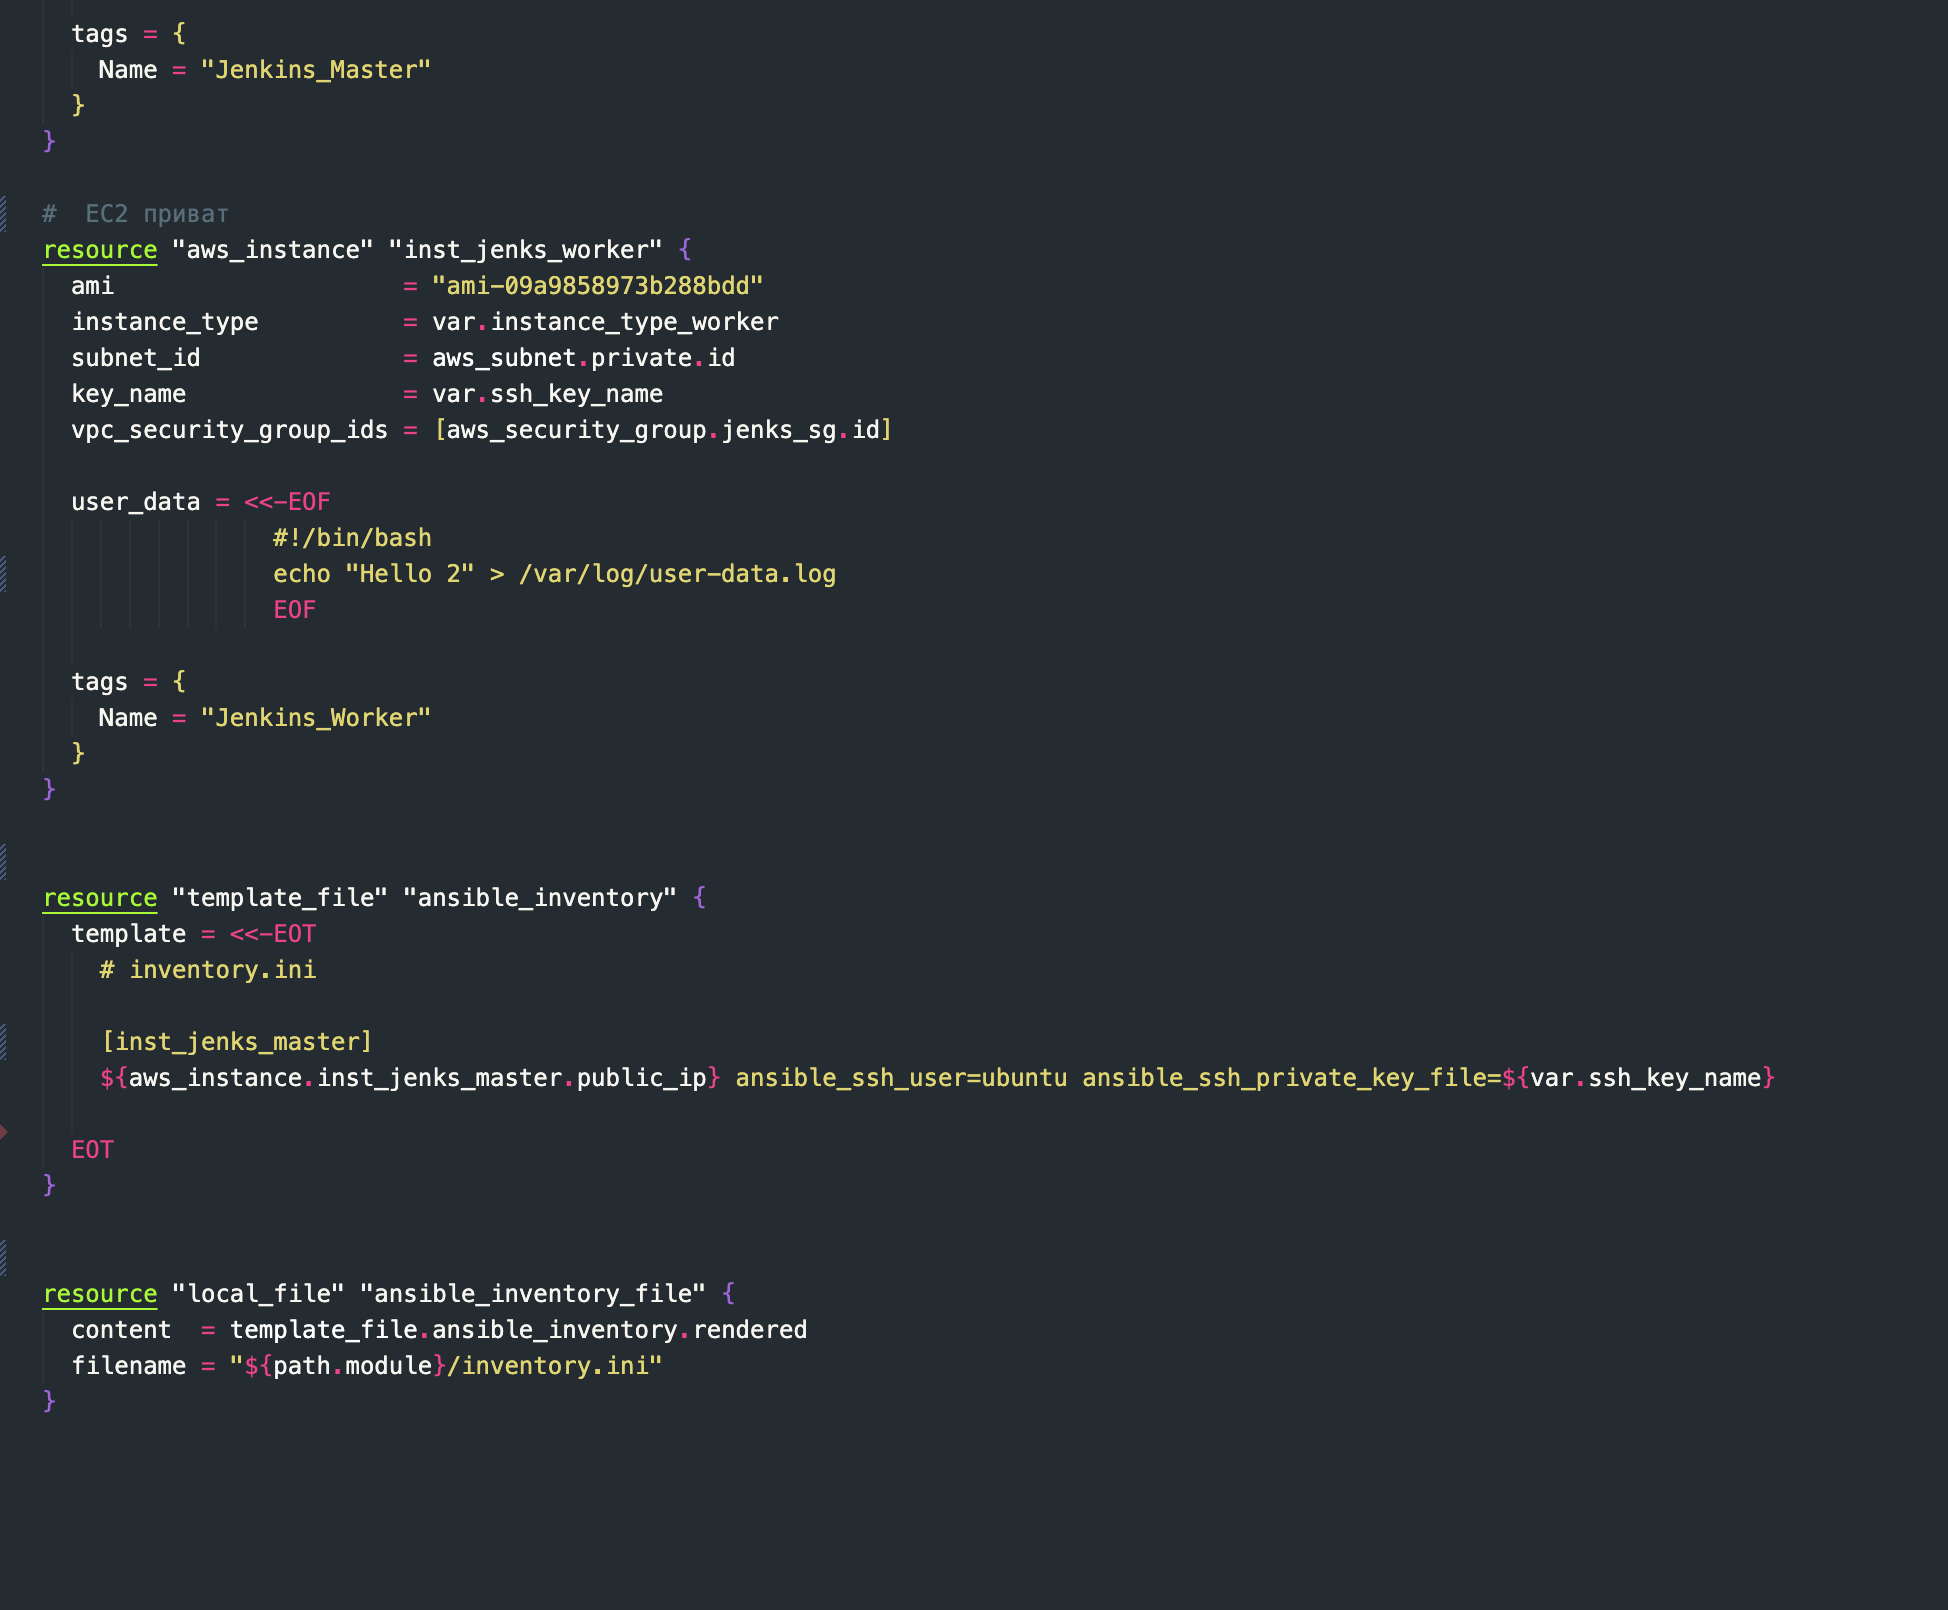 tags = {
Name = "Jenkins_Master"
}
}
#  EC2 приват
resource "aws_instance" "inst_jenks_worker" {
ami                    = "ami-09a9858973b288bdd"
instance_type          = var.instance_type_worker
subnet_id              = aws_subnet.private.id
key_name               = var.ssh_key_name
vpc_security_group_ids = [aws_security_group.jenks_sg.id]
user_data = <<-EOF
#!/bin/bash
echo "Hello 2" > /var/log/user-data.log
EOF
tags = {
Name = "Jenkins_Worker"
}
}
resource "template_file" "ansible_inventory" {
template = <<-EOT
# inventory.ini
[inst_jenks_master]
${aws_instance.inst_jenks_master.public_ip} ansible_ssh_user=ubuntu ansible_ssh_private_key_file=${var.ssh_key_name}
EOT
}
resource "local_file" "ansible_inventory_file" {
content  = template_file.ansible_inventory.rendered
filename = "${path.module}/inventory.ini"
}